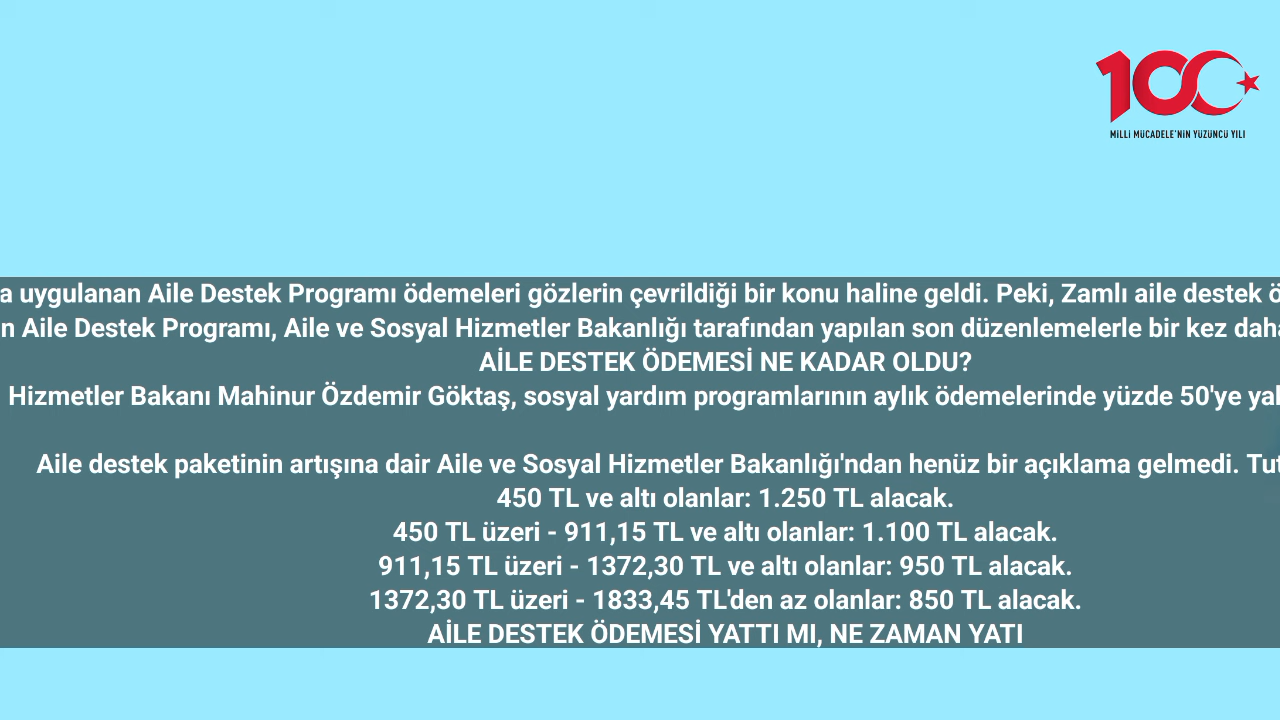 100
MİLLİ MÜCADELE'NİN YÜZÜNCÜ YILI
a uygulanan Aile Destek Programı ödemeleri gözlerin çevrildiği bir konu haline geldi. Peki, Zamlı aile destek ö
n Aile Destek Programı, Aile ve Sosyal Hizmetler Bakanlığı tarafından yapılan son düzenlemelerle bir kez daha
AİLE DESTEK ÖDEMESİ NE KADAR OLDU?
Hizmetler Bakanı Mahinur Özdemir Göktaş, sosyal yardım programlarının aylık ödemelerinde yüzde 50'ye yal
Aile destek paketinin artışına dair Aile ve Sosyal Hizmetler Bakanlığı'ndan henüz bir açıklama gelmedi. Tut
450 TL ve altı olanlar: 1.250 TL alacak.
450 TL üzeri - 911,15 TL ve altı olanlar: 1.100 TL alacak.
911,15 TL üzeri - 1372,30 TL ve altı olanlar: 950 TL alacak.
1372,30 TL üzeri - 1833,45 TL'den az olanlar: 850 TL alacak.
AİLE DESTEK ÖDEMESİ YATTI MI, NE ZAMAN YATI